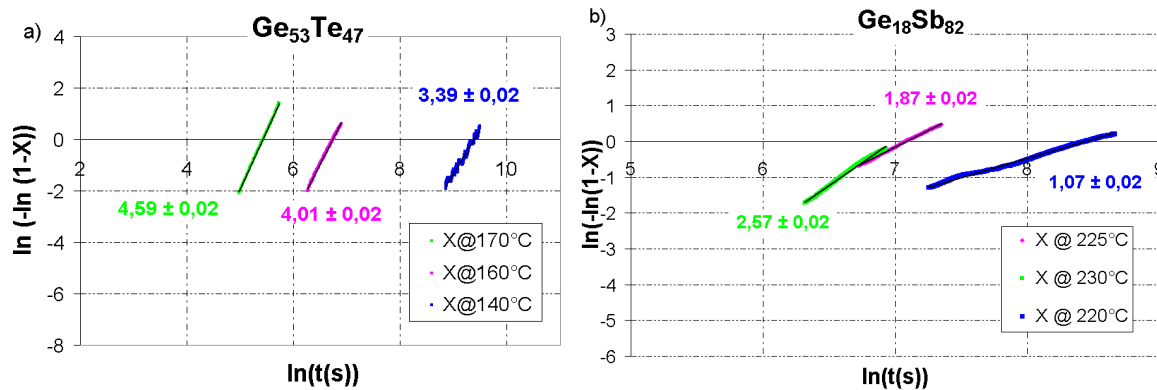 a)
Ge53Te47
4
2
0
-2
-4
-6
-8
2
4
6
8
10
3,39 ± 0,02
4,59 ± 0,02
4,01 ± 0,02
X@170°C
X@160°C
X@140°C
ln (-ln (1-X))
ln(t(s))
b)
Ge18Sb82
3
2
1
0
-1
-2
-3
-4
-5
-6
5
6
7
8
9
1,87 ± 0,02
1,07 ± 0,02
2,57 ± 0,02
X @ 225°C
X @ 230°C
X @ 220°C
ln(-ln(1-X))
ln(t(s))